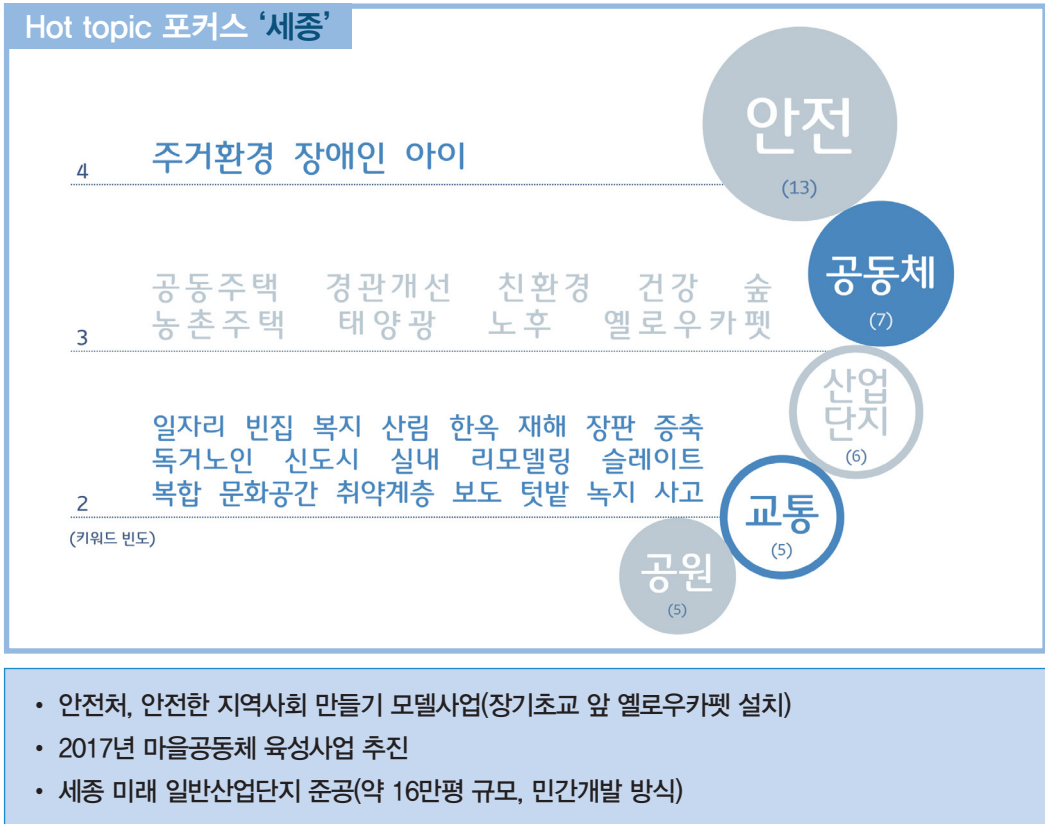 Hot topic 포커스 ‘세종’
안전
(13)
4
주거환경 장애인 아이
공동체
(7)
공동주택 경관개선 친환경 건강 숲
농촌주택 태양광 노후 옐로우카펫
3
산업
단지
(6)
일자리 빈집 복지 산림 한옥 재해 장판 증축
독거노인 신도시 실내 리모델링 슬레이트
복합 문화공간 취약계층 보도 텃밭 녹지 사고
2
(키워드 빈도)
교통
(5)
공원
(5)
• 안전처, 안전한 지역사회 만들기 모델사업(장기초교 앞 옐로우카펫 설치)
• 2017년 마을공동체 육성사업 추진
• 세종 미래 일반산업단지 준공(약 16만평 규모, 민간개발 방식)